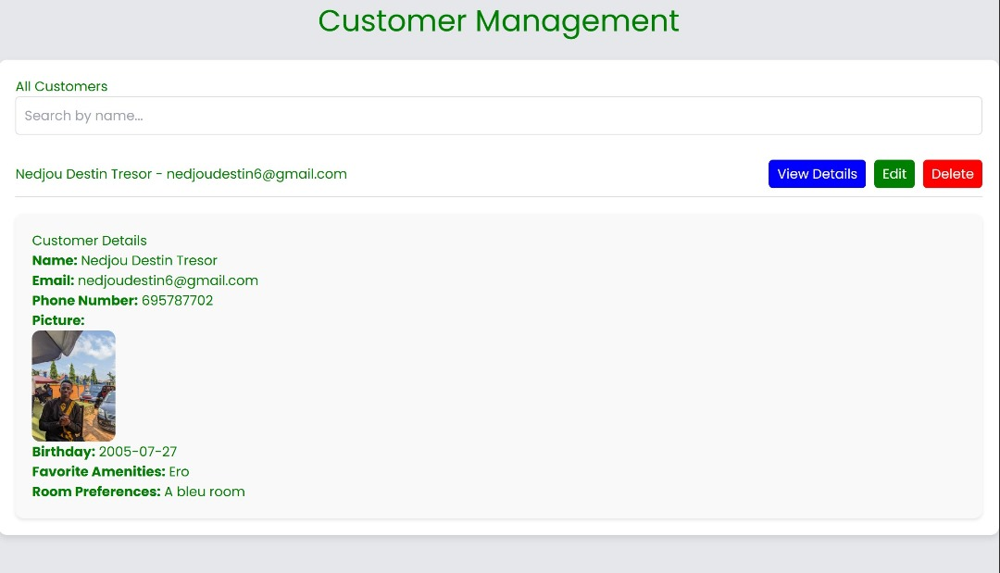 Customer Management
All Customers
Search by name...
Nedjou Destin Tresor - nedjoudestin6@gmail.com
View Details
Edit
Delete
Customer Details
Name: Nedjou Destin Tresor
Email: nedjoudestin6@gmail.com
Phone Number: 695787702
Picture:
Birthday: 2005-07-27
Favorite Amenities: Ero
Room Preferences: A bleu room